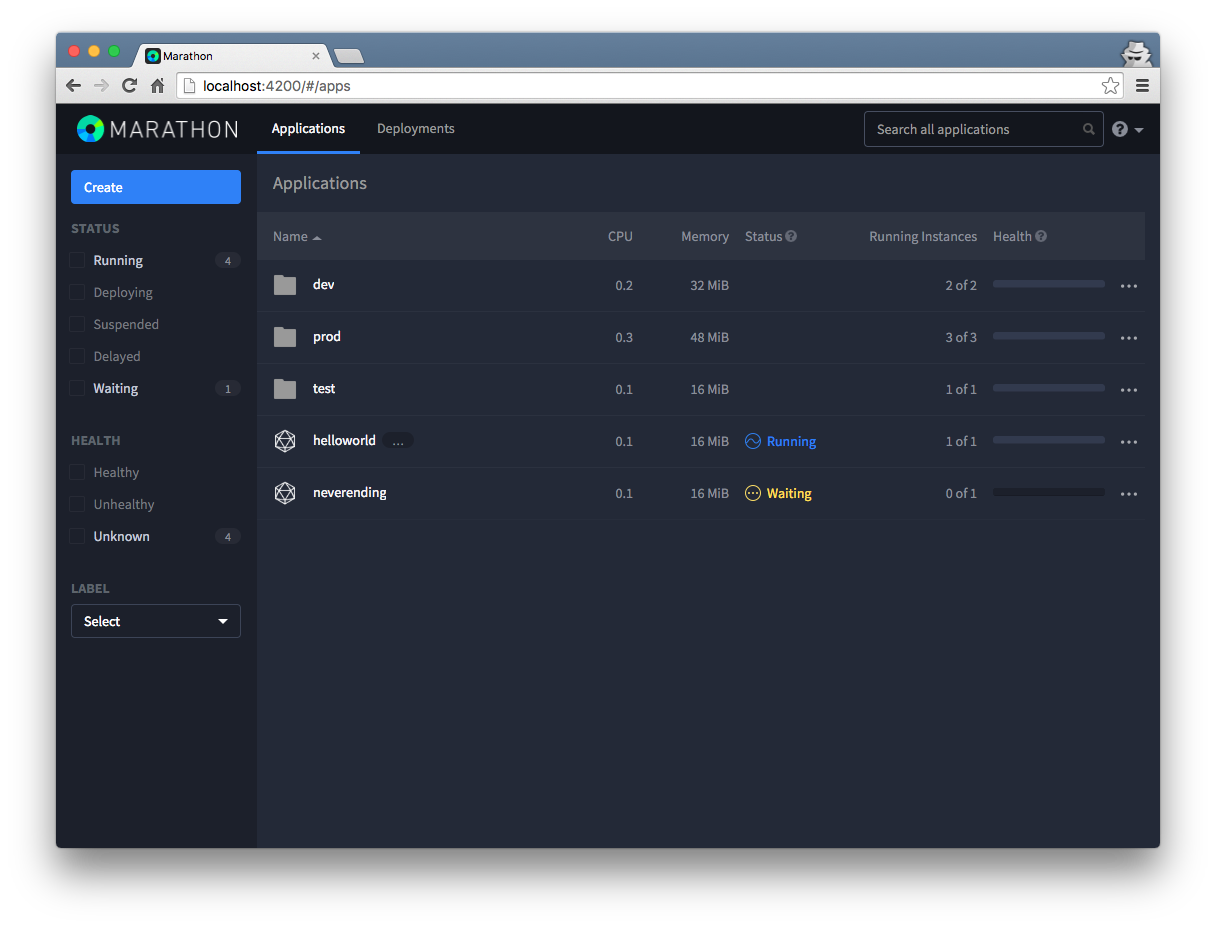 Marathon
localhost:4200/#/apps
MARATHON Applications Deployments Search all applications
Create
STATUS
Running 4
Deploying
Suspended
Delayed
Waiting 1
HEALTH
Healthy
Unhealthy
Unknown 4
LABEL
Select
Applications
Name CPU Memory Status Running Instances Health
dev 0.2 32 MiB 2 of 2
prod 0.3 48 MiB 3 of 3
test 0.1 16 MiB 1 of 1
helloworld ... 0.1 16 MiB Running 1 of 1
neverending 0.1 16 MiB Waiting 0 of 1